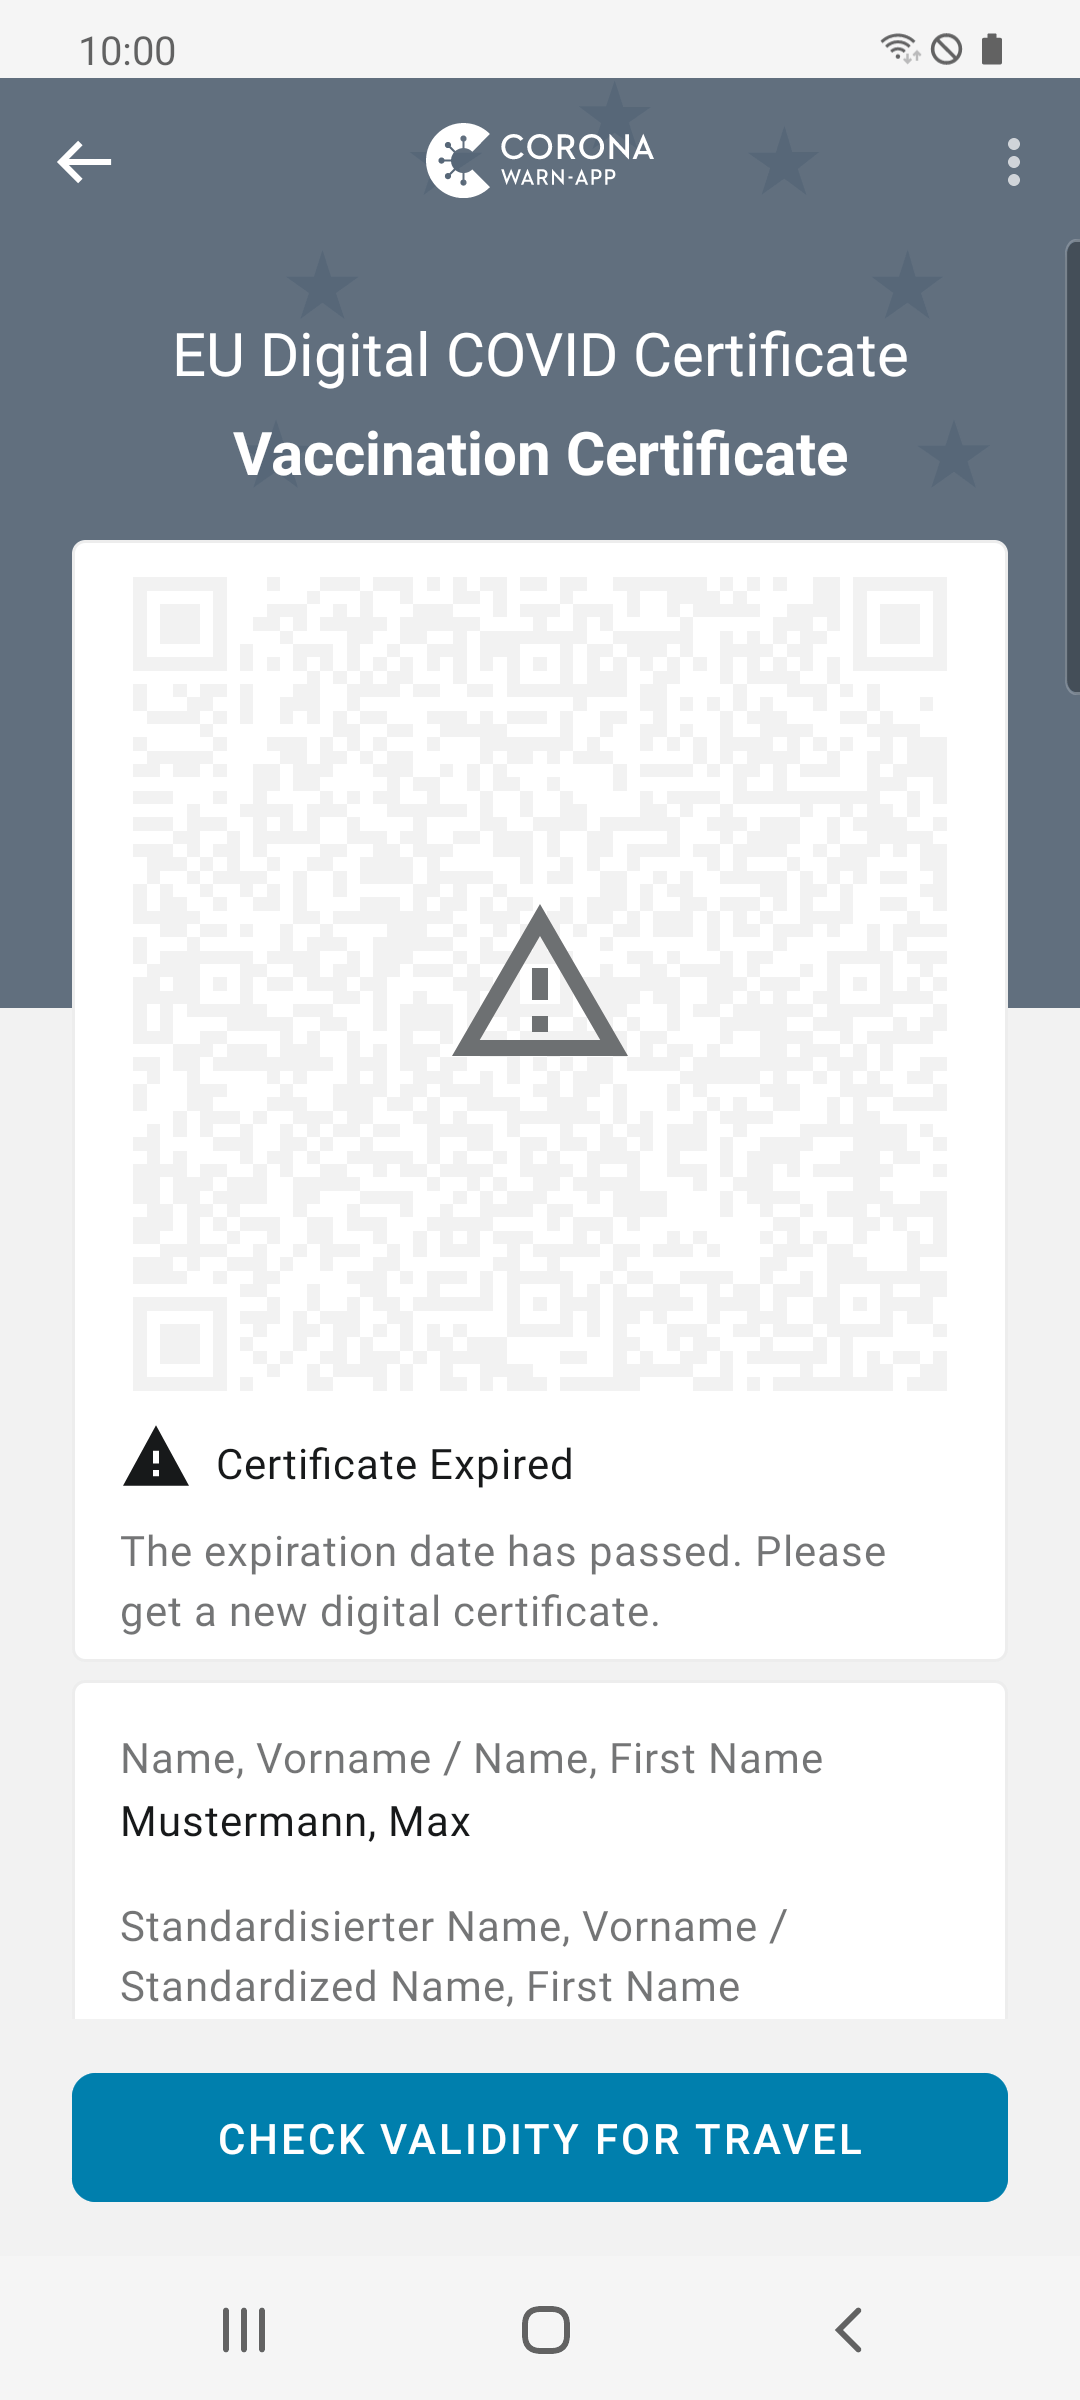 10:00
CORONA
WARN-APP
EU Digital COVID Certificate
Vaccination Certificate
Certificate Expired
The expiration date has passed. Please
get a new digital certificate.
Name, Vorname / Name, First Name
Mustermann, Max
Standardisierter Name, Vorname /
Standardized Name, First Name
CHECK VALIDITY FOR TRAVEL